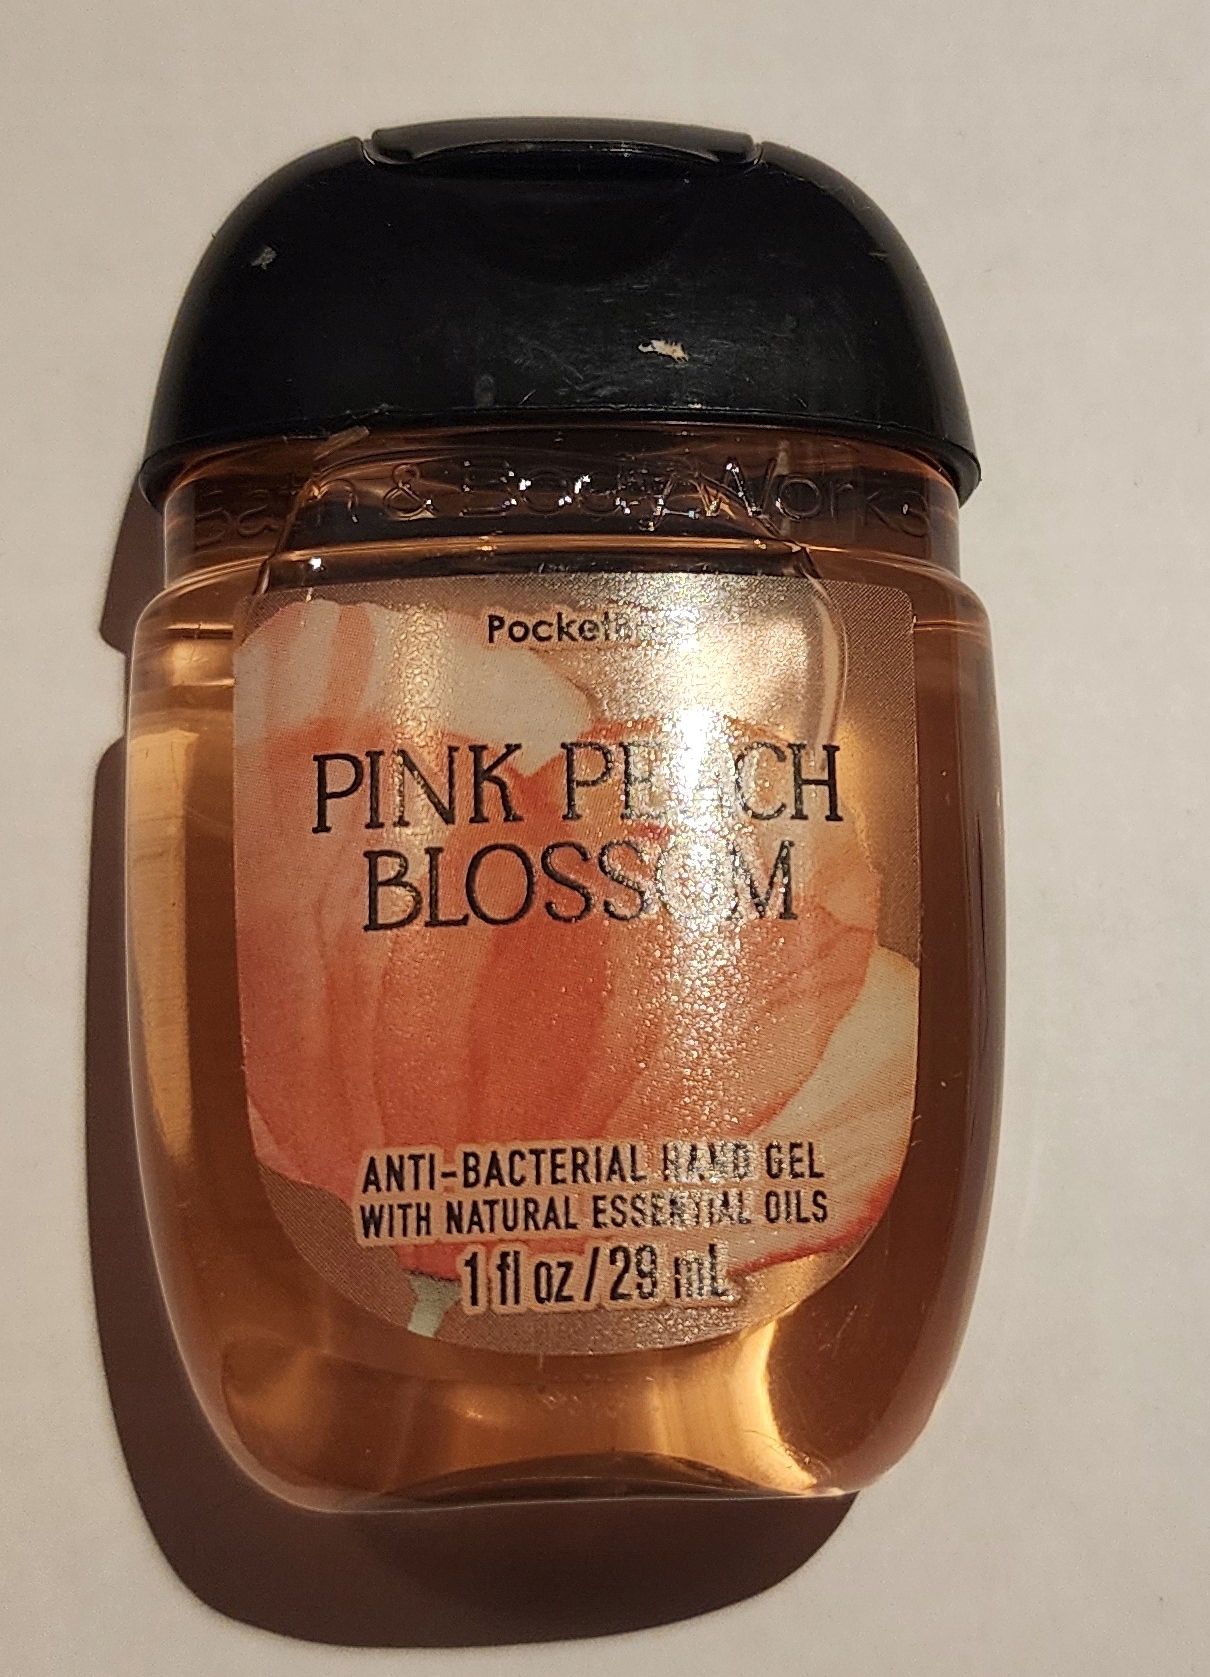 Bath & Body Works
PocketBac
PINK PEACH
BLOSSOM
ANTI-BACTERIAL HAND GEL
WITH NATURAL ESSENTIAL OILS
1 fl oz / 29 mL